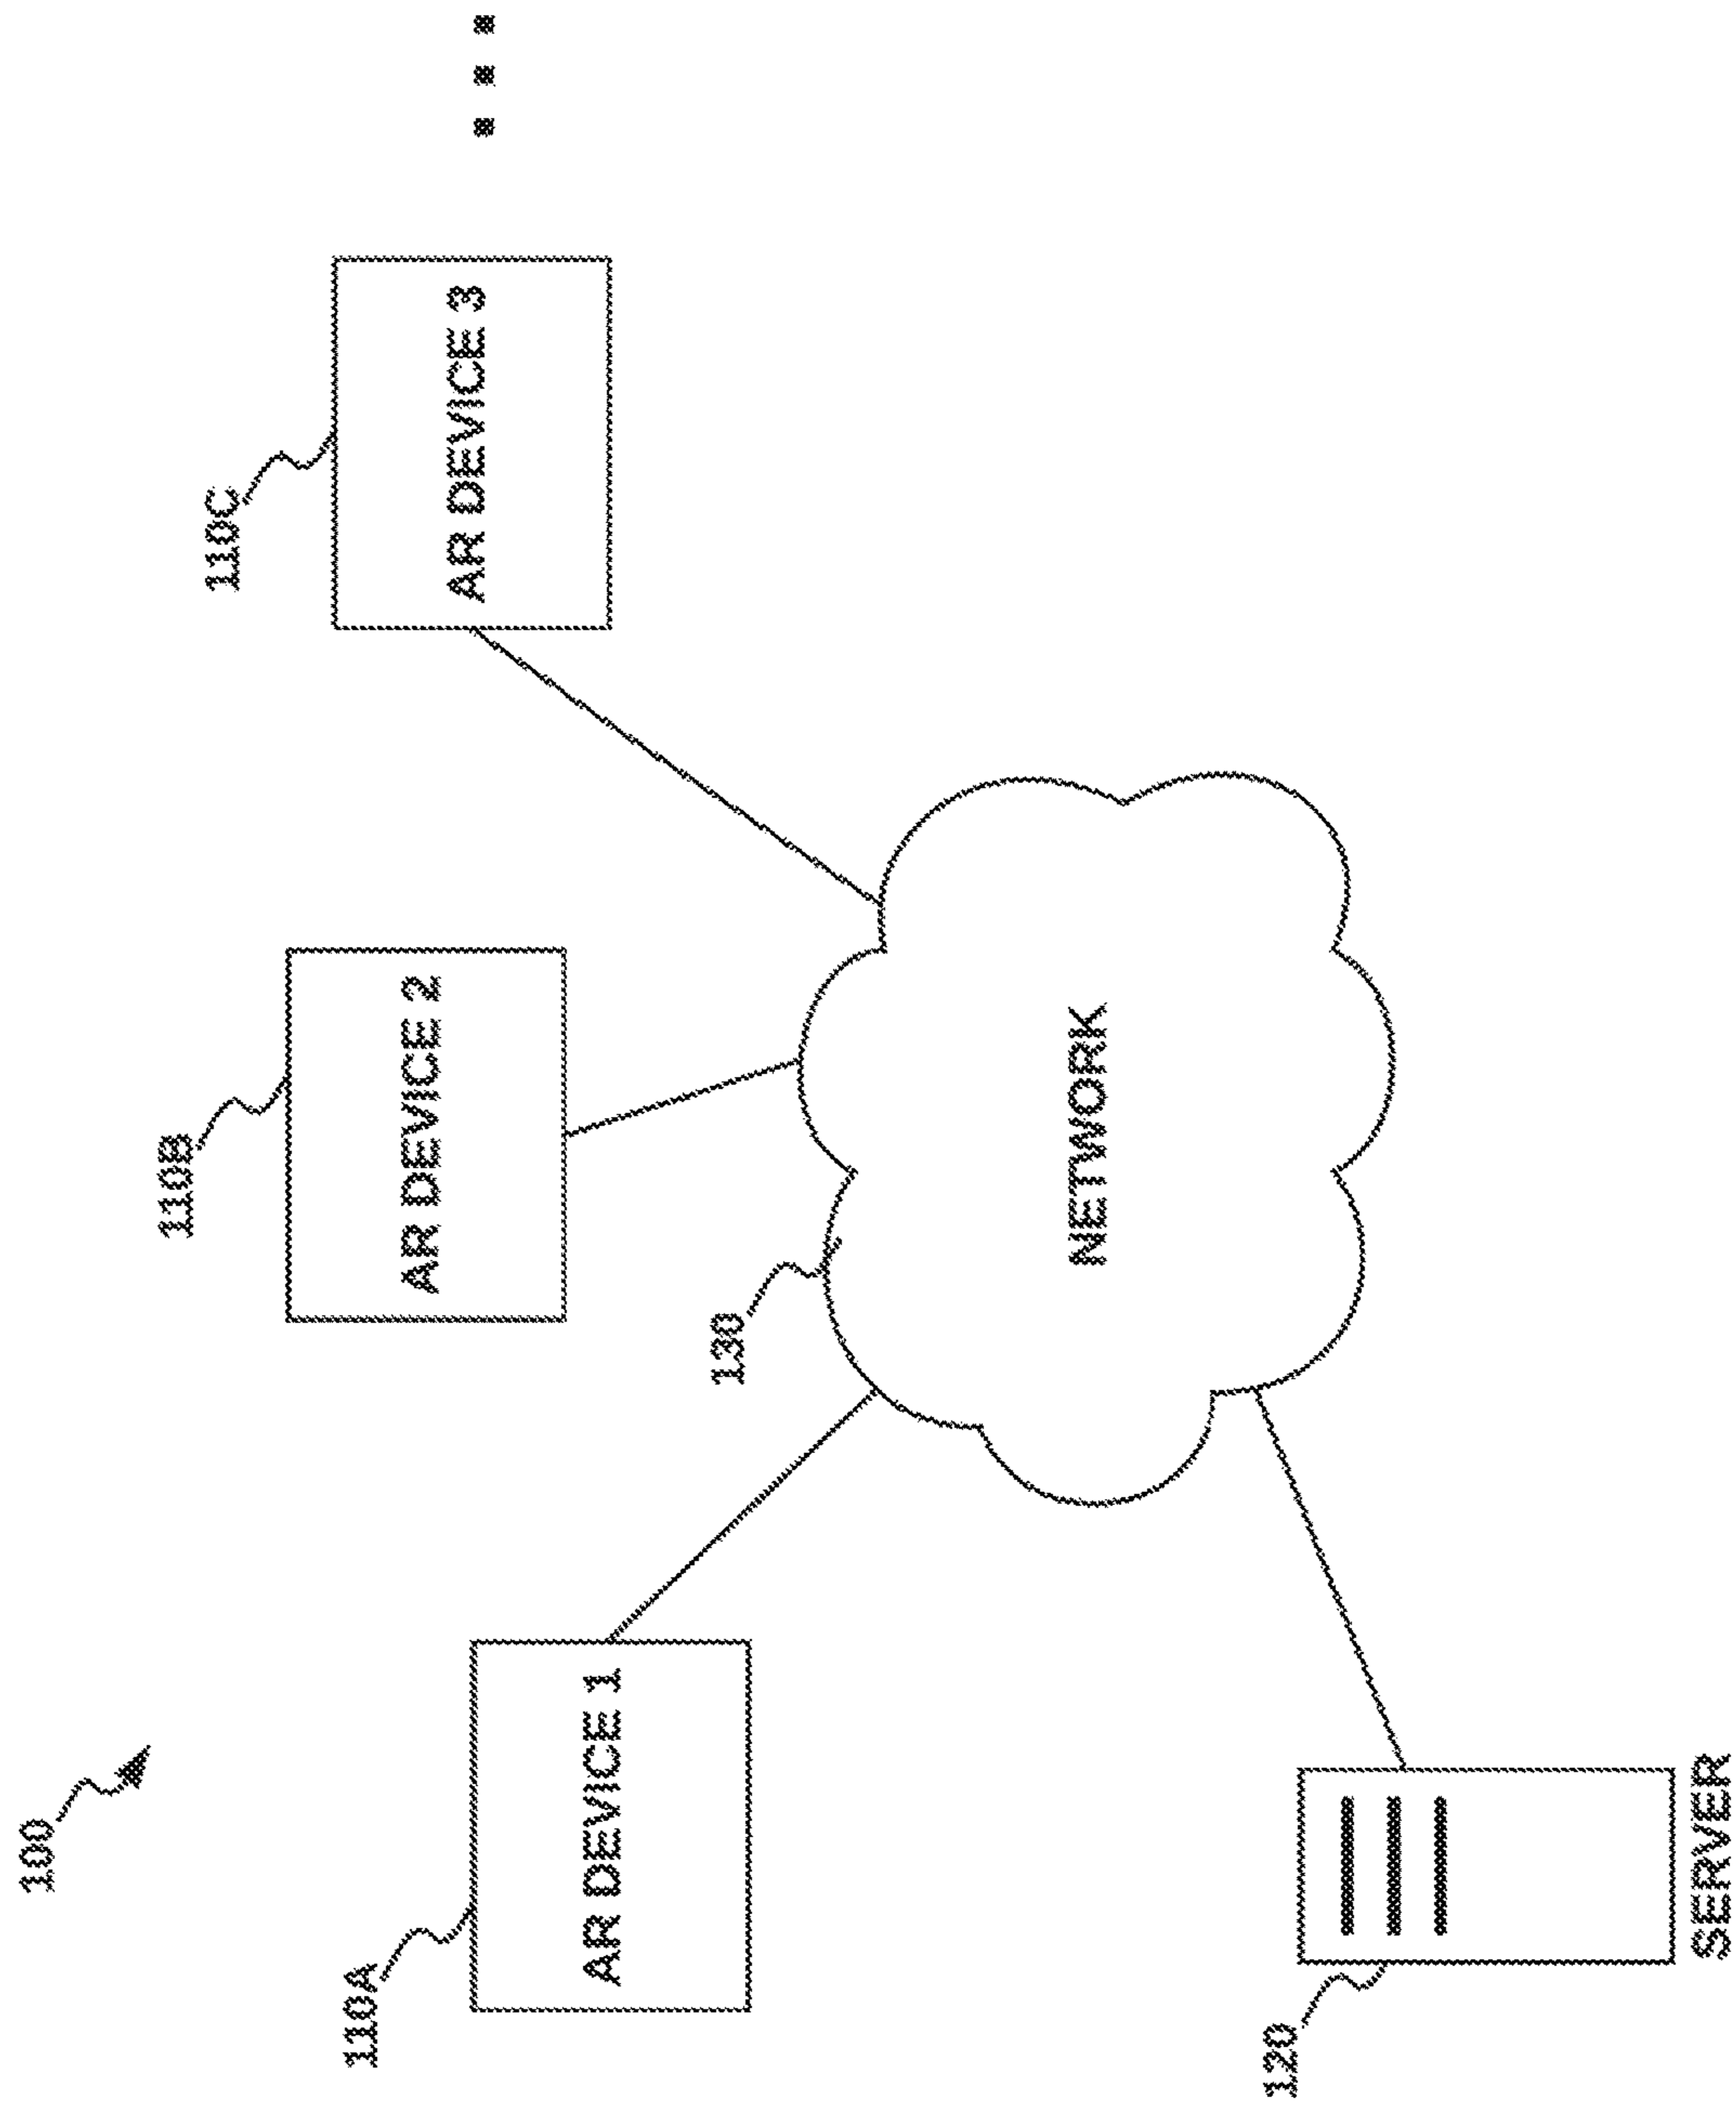 100
110C
110B
AR DEVICE 3
AR DEVICE 2
110A
AR DEVICE 1
130
NETWORK
120
SERVER